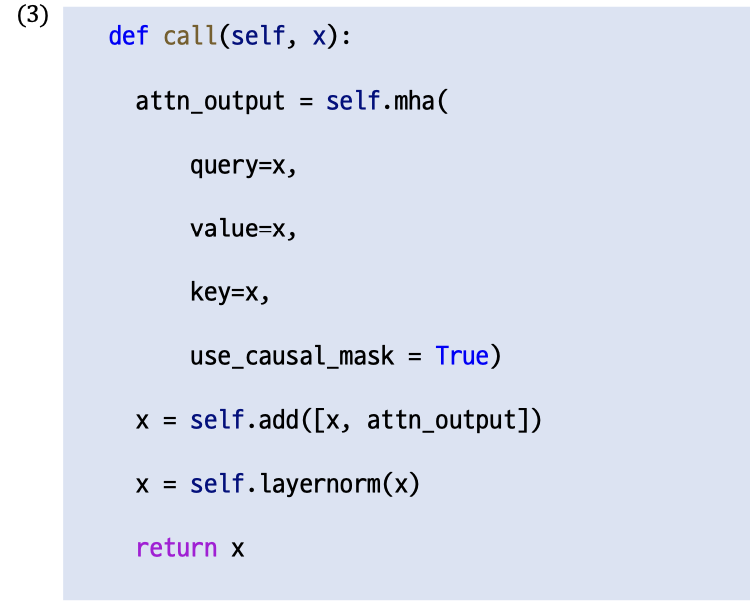 (3)
def call(self, x):
attn_output = self.mha(
query=x,
value=x,
key=x,
use_causal_mask = True)
x = self.add([x, attn_output])
x = self.layernorm(x)
return x